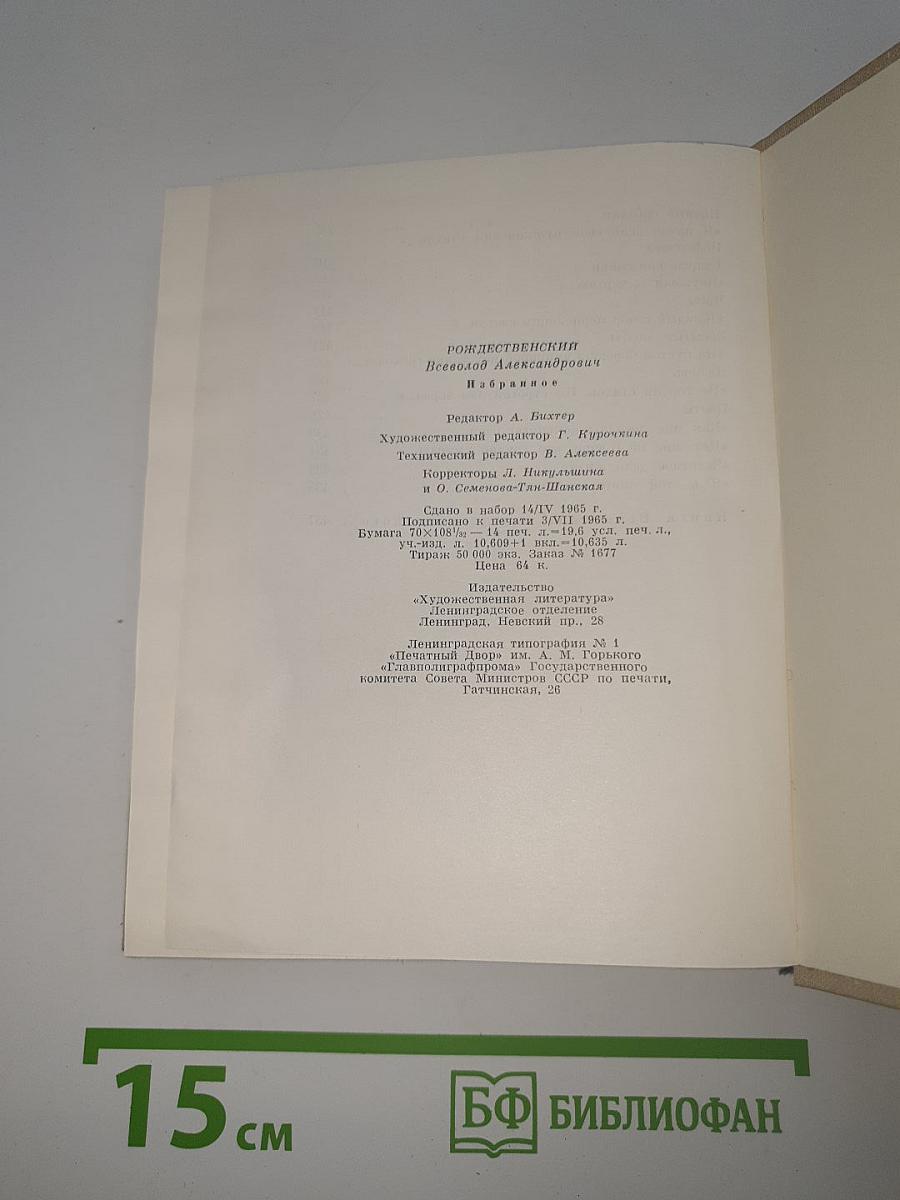 РОЖДЕСТВЕНСКИЙ
Всеволод Александрович
Избранное
Редактор А. Бихтер
Художественный редактор Г. Курочкина
Технический редактор В. Алексеева
Корректоры Л. Никульшина
и О. Семенова-Тян-Шанская
Сдано в набор 14/IV 1965 г.
Подписано к печати 3/VII 1965 г.
Бумага 70×108¹/₃₂ — 14 печ. л.=19,6 усл. печ. л.,
уч.-изд. л. 10,609+1 вкл.=10,635 л.
Тираж 50 000 экз. Заказ № 1677
Цена 64 к.
Издательство
«Художественная литература»
Ленинградское отделение
Ленинград, Невский пр., 28
Ленинградская типография № 1
«Печатный Двор» им. А. М. Горького
«Главполиграфпрома» Государственного
комитета Совета Министров СССР по печати,
Гатчинская, 26
15 см
БФ БИБЛИОФАН